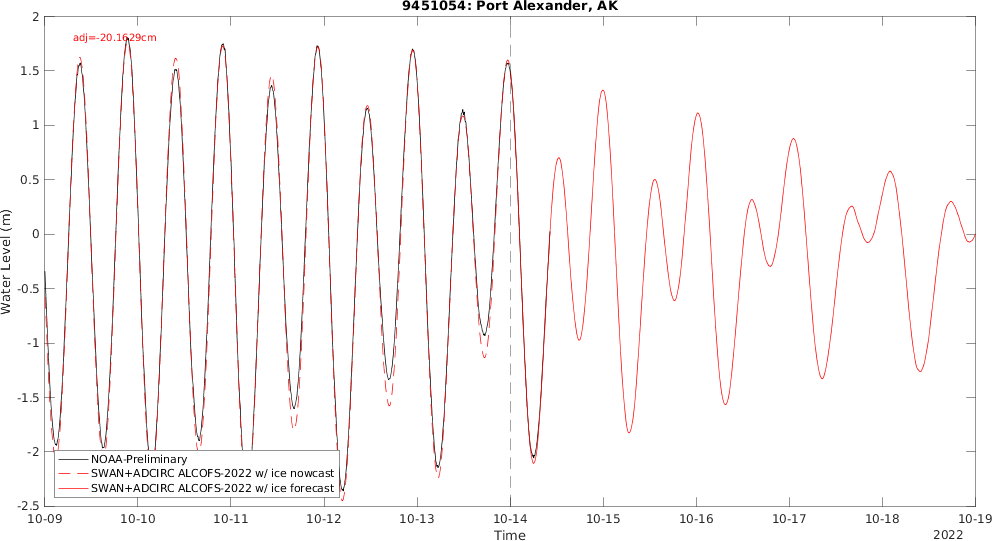 9451054: Port Alexander, AK
adj=-20.1629cm
2
1.5
1
0.5
0
-0.5
-1
-1.5
-2
-2.5
Water Level (m)
NOAA-Preliminary
SWAN+ADCIRC ALCOFS-2022 w/ ice nowcast
SWAN+ADCIRC ALCOFS-2022 w/ ice forecast
10-09 10-10 10-11 10-12 10-13 10-14 10-15 10-16 10-17 10-18 10-19
Time
2022